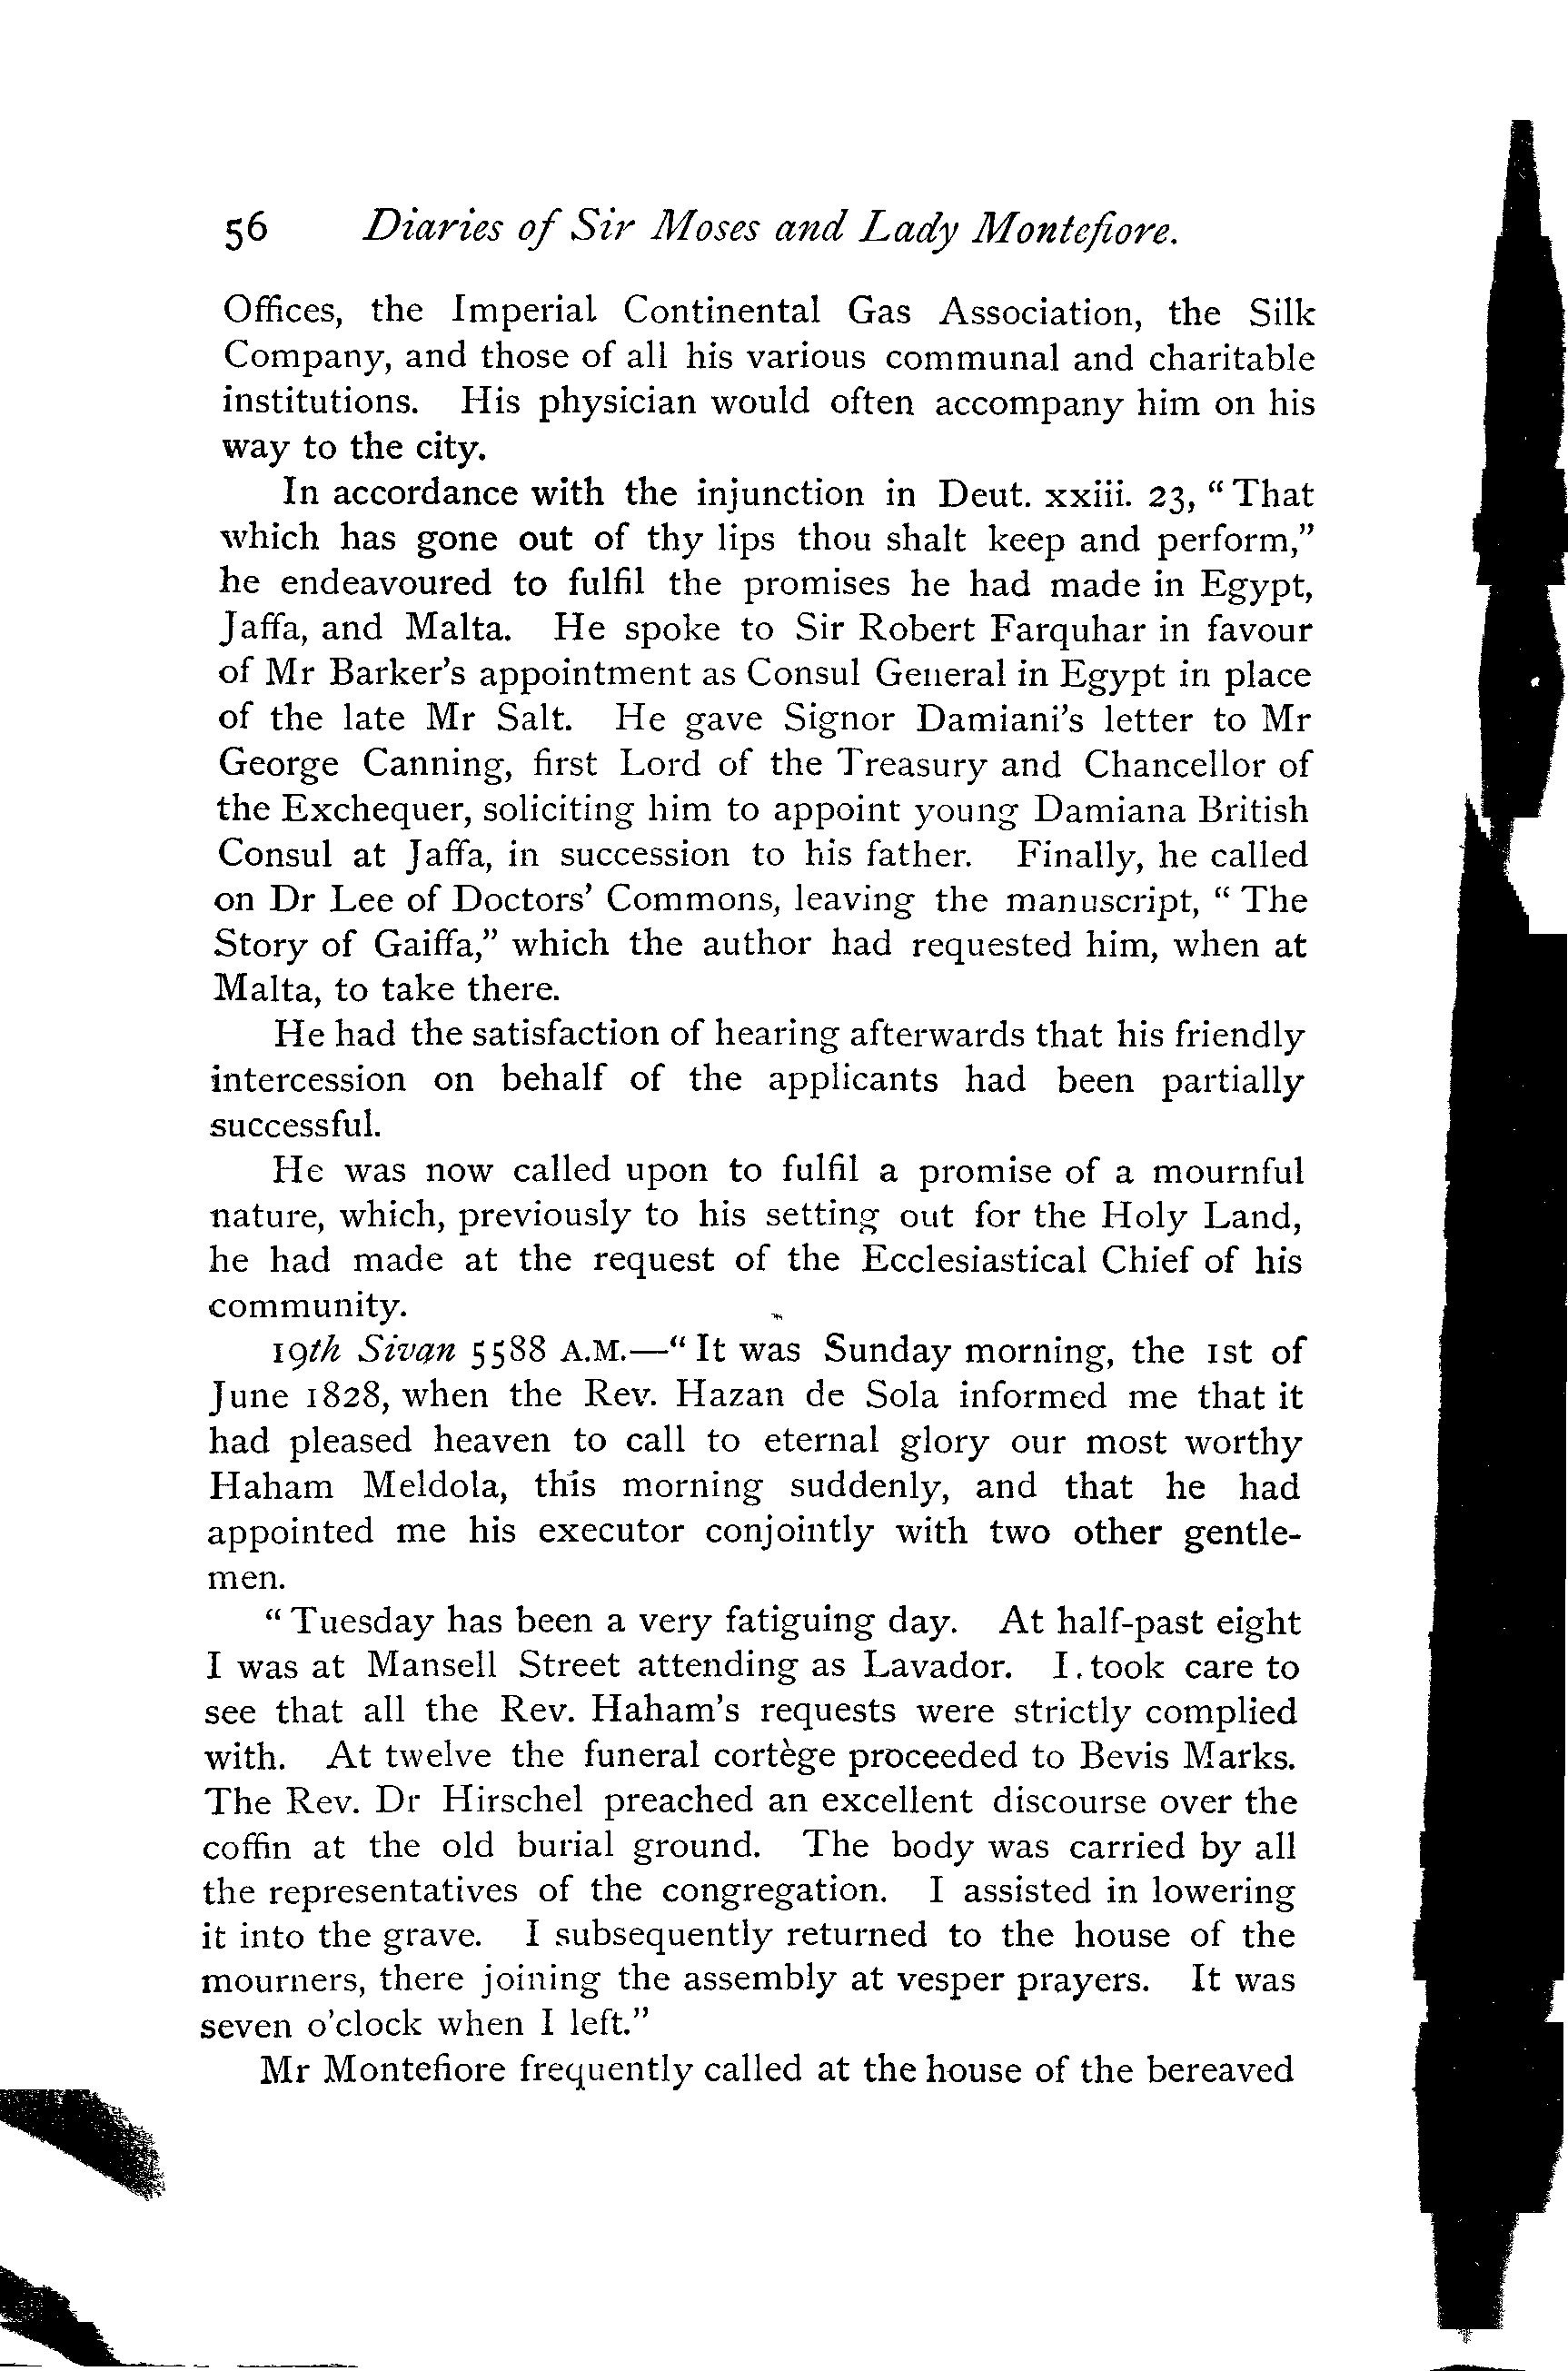 56 Diaries of Sir Moses and Lady Montefiore.
Offices, the Imperial Continental Gas Association, the Silk
Company, and those of all his various communal and charitable
institutions. His physician would often accompany him on his
way to the city.
In accordance with the injunction in Deut. xxiii. 23, "That
which has gone out of thy lips thou shalt keep and perform,"
he endeavoured to fulfil the promises he had made in Egypt,
Jaffa, and Malta. He spoke to Sir Robert Farquhar in favour
of Mr Barker's appointment as Consul General in Egypt in place
of the late Mr Salt. He gave Signor Damiani's letter to Mr
George Canning, first Lord of the Treasury and Chancellor of
the Exchequer, soliciting him to appoint young Damiana British
Consul at Jaffa, in succession to his father. Finally, he called
on Dr Lee of Doctors' Commons, leaving the manuscript, "The
Story of Gaiffa," which the author had requested him, when at
Malta, to take there.
He had the satisfaction of hearing afterwards that his friendly
intercession on behalf of the applicants had been partially
successful.
He was now called upon to fulfil a promise of a mournful
nature, which, previously to his setting out for the Holy Land,
he had made at the request of the Ecclesiastical Chief of his
community.
19th Sivan 5588 A.M.—"It was Sunday morning, the 1st of
June 1828, when the Rev. Hazan de Sola informed me that it
had pleased heaven to call to eternal glory our most worthy
Haham Meldola, this morning suddenly, and that he had
appointed me his executor conjointly with two other gentle-
men.
"Tuesday has been a very fatiguing day. At half-past eight
I was at Mansell Street attending as Lavador. I took care to
see that all the Rev. Haham's requests were strictly complied
with. At twelve the funeral cortège proceeded to Bevis Marks.
The Rev. Dr Hirschel preached an excellent discourse over the
coffin at the old burial ground. The body was carried by all
the representatives of the congregation. I assisted in lowering
it into the grave. I subsequently returned to the house of the
mourners, there joining the assembly at vesper prayers. It was
seven o'clock when I left."
Mr Montefiore frequently called at the house of the bereaved